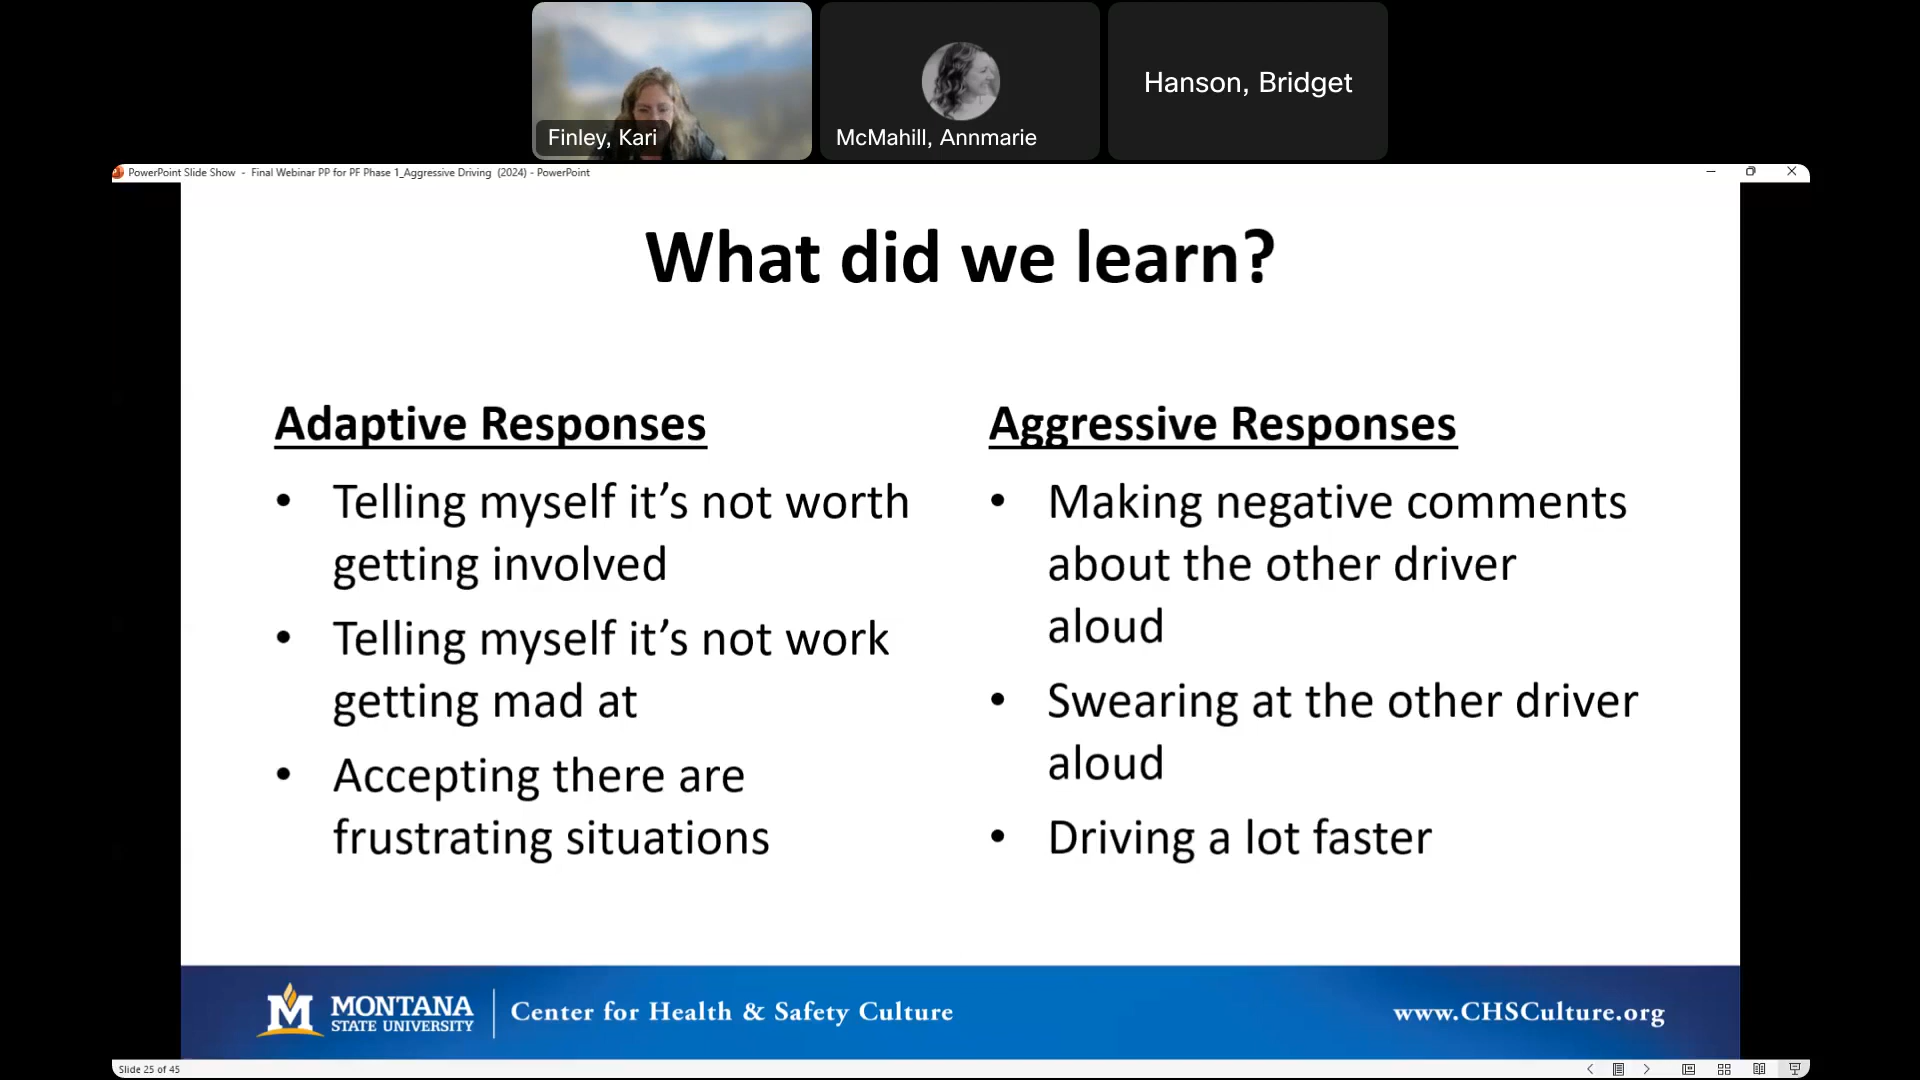 Finley, Kari
McMahill, Annmarie
Hanson, Bridget
PowerPoint Slide Show - Final Webinar PP for PF Phase 1_Aggressive Driving (2024) - PowerPoint
What did we learn?
Adaptive Responses
• Telling myself it's not worth
getting involved
• Telling myself it's not work
getting mad at
• Accepting there are
frustrating situations
Aggressive Responses
• Making negative comments
about the other driver
aloud
• Swearing at the other driver
aloud
• Driving a lot faster
M MONTANA
STATE UNIVERSITY
Center for Health & Safety Culture
www.CHSCulture.org
Slide 25 of 45